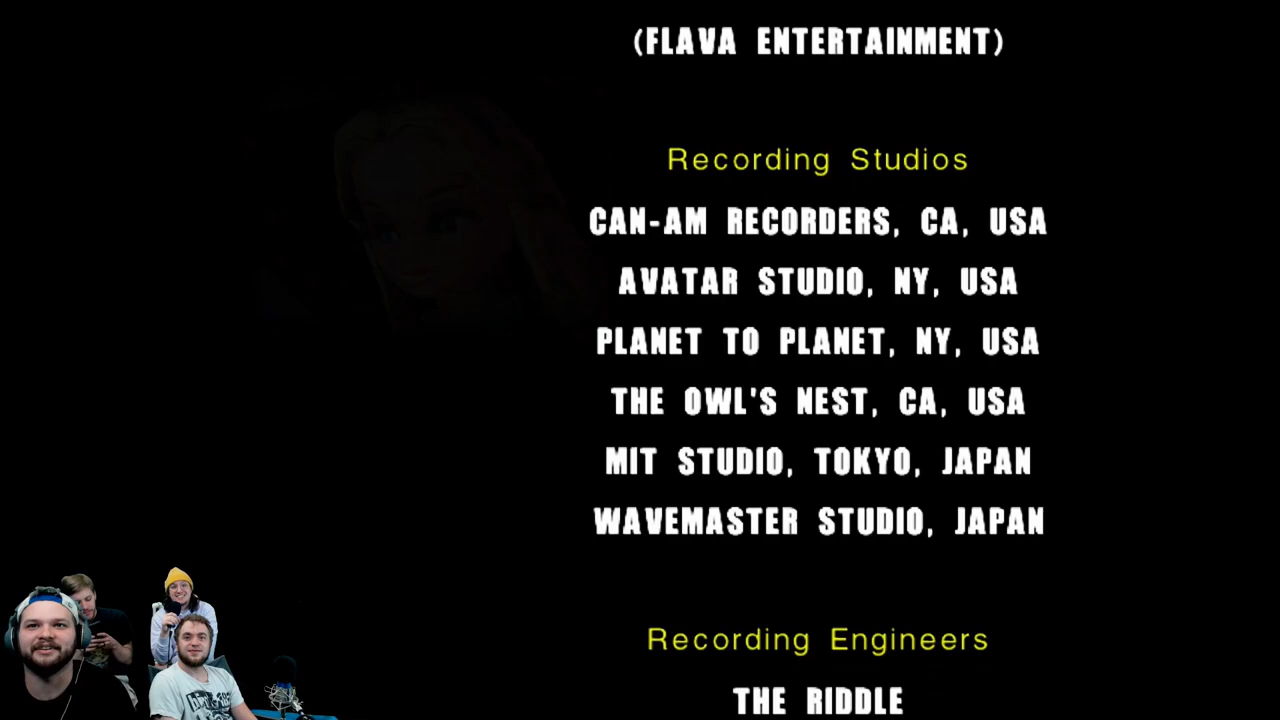 (FLAVA ENTERTAINMENT)
Recording Studios
CAN-AM RECORDERS, CA, USA
AVATAR STUDIO, NY, USA
PLANET TO PLANET, NY, USA
THE OWL'S NEST, CA, USA
MIT STUDIO, TOKYO, JAPAN
WAVEMASTER STUDIO, JAPAN
Recording Engineers
THE RIDDLE